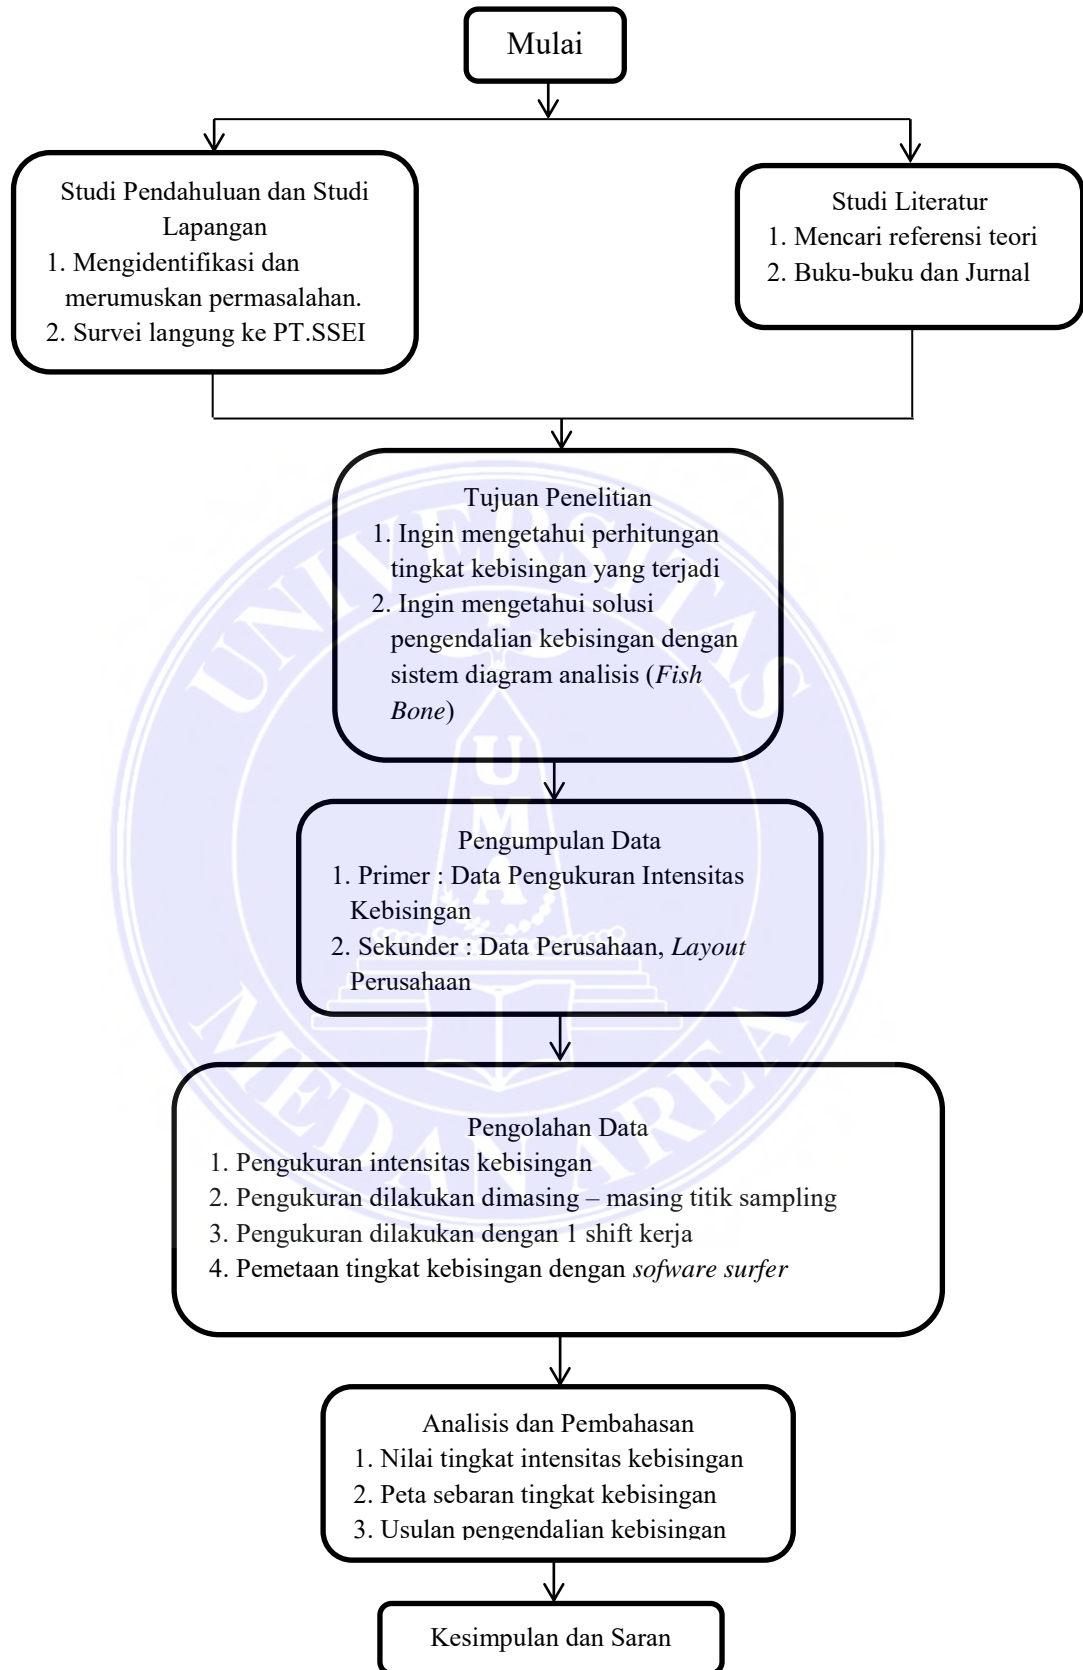 Mulai
Studi Pendahuluan dan Studi
Lapangan
1. Mengidentifikasi dan
merumuskan permasalahan.
2. Survei langung ke PT.SSEI
Studi Literatur
1. Mencari referensi teori
2. Buku-buku dan Jurnal
Tujuan Penelitian
1. Ingin mengetahui perhitungan
tingkat kebisingan yang terjadi
2. Ingin mengetahui solusi
pengendalian kebisingan dengan
sistem diagram analisis (Fish
Bone)
Pengumpulan Data
1. Primer : Data Pengukuran Intensitas
Kebisingan
2. Sekunder : Data Perusahaan, Layout
Perusahaan
Pengolahan Data
1. Pengukuran intensitas kebisingan
2. Pengukuran dilakukan dimasing – masing titik sampling
3. Pengukuran dilakukan dengan 1 shift kerja
4. Pemetaan tingkat kebisingan dengan sofware surfer
Analisis dan Pembahasan
1. Nilai tingkat intensitas kebisingan
2. Peta sebaran tingkat kebisingan
3. Usulan pengendalian kebisingan
Kesimpulan dan Saran
UNIVERSITAS
UMA
MEDAN AREA